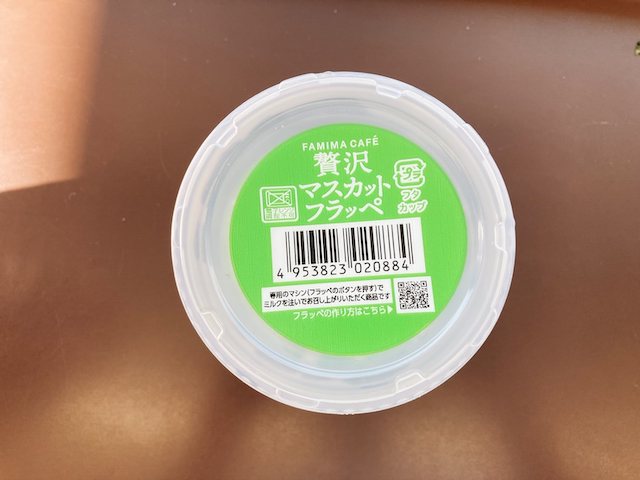 FAMIMA CAFÉ
贅沢
マスカット
フラッペ
プラ
フタ
カップ
4 953823 020884
専用のマシン(フラッペのボタンを押す)で
ミルクを注いでお召し上がりいただく商品です
フラッペの作り方はこちら▶